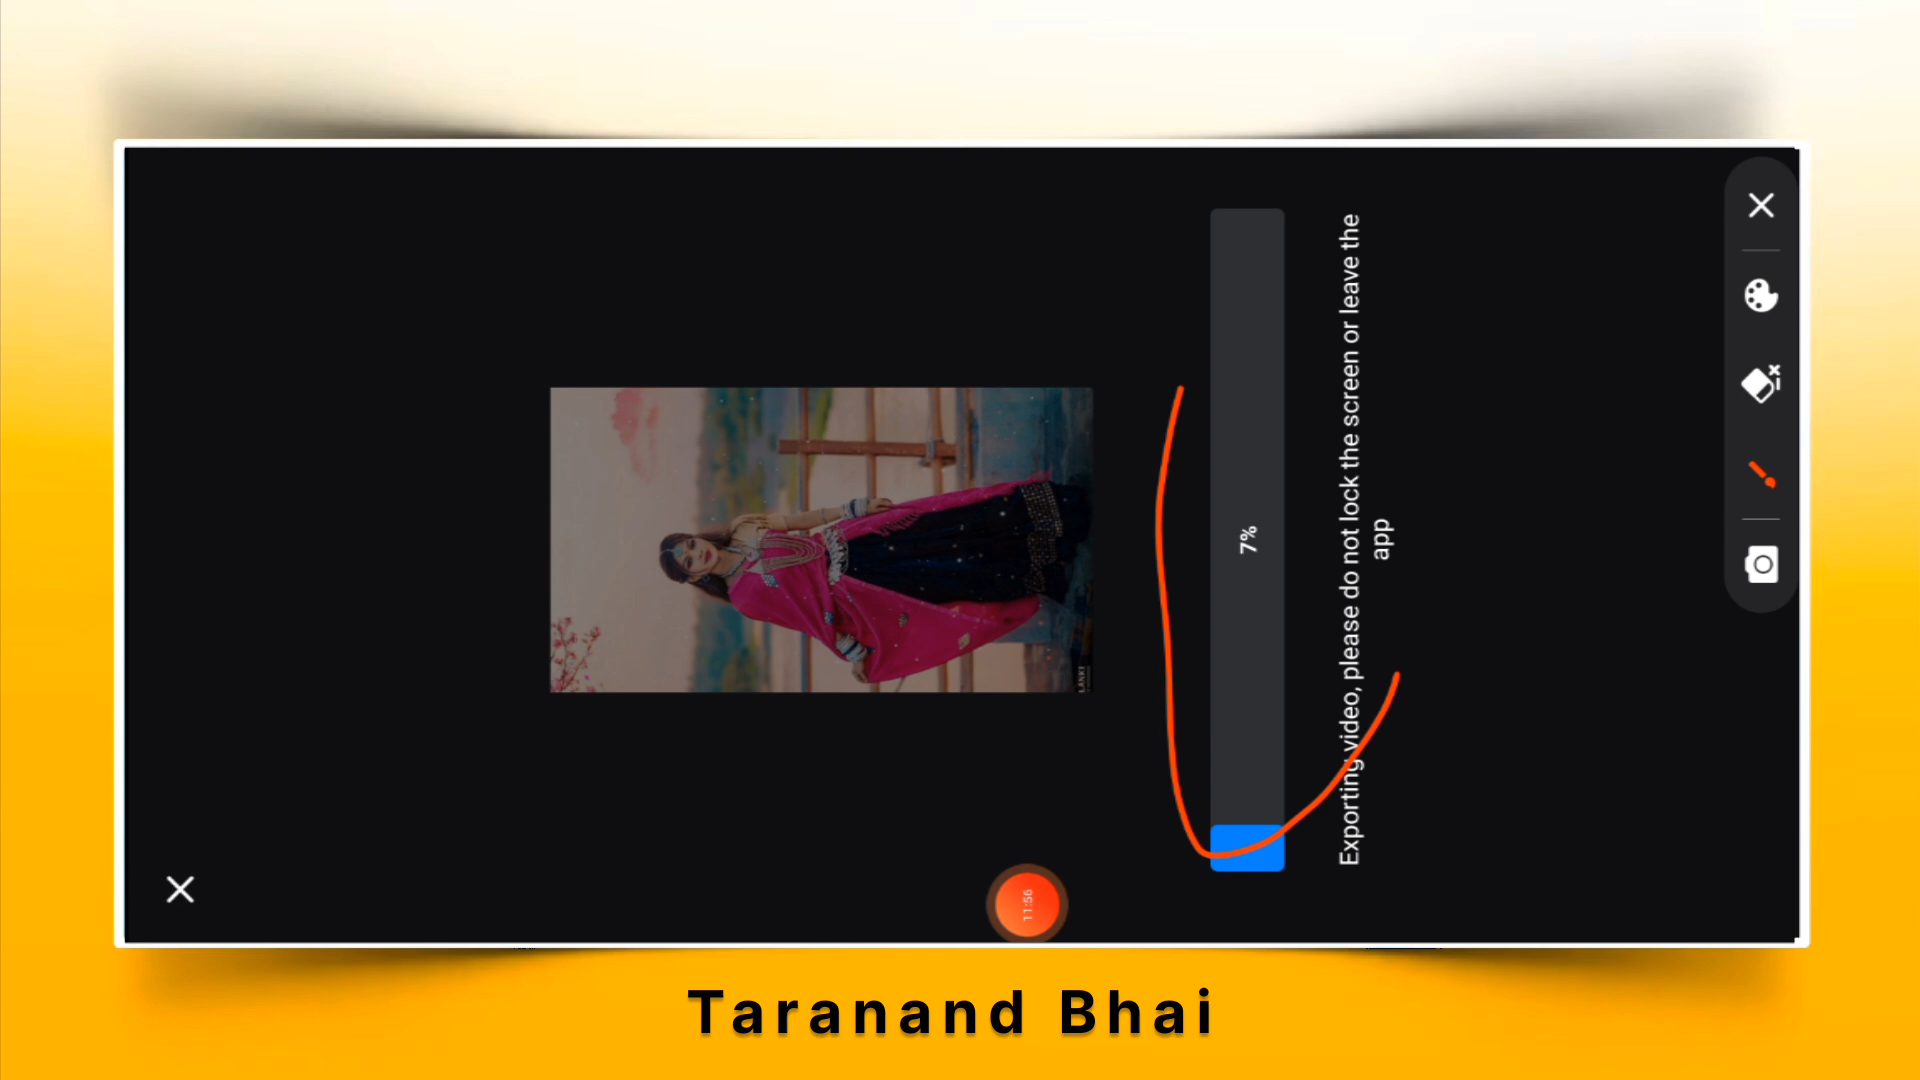 7%
Exporting video, please do not lock the screen or leave the
app
11:56
Taranand Bhai